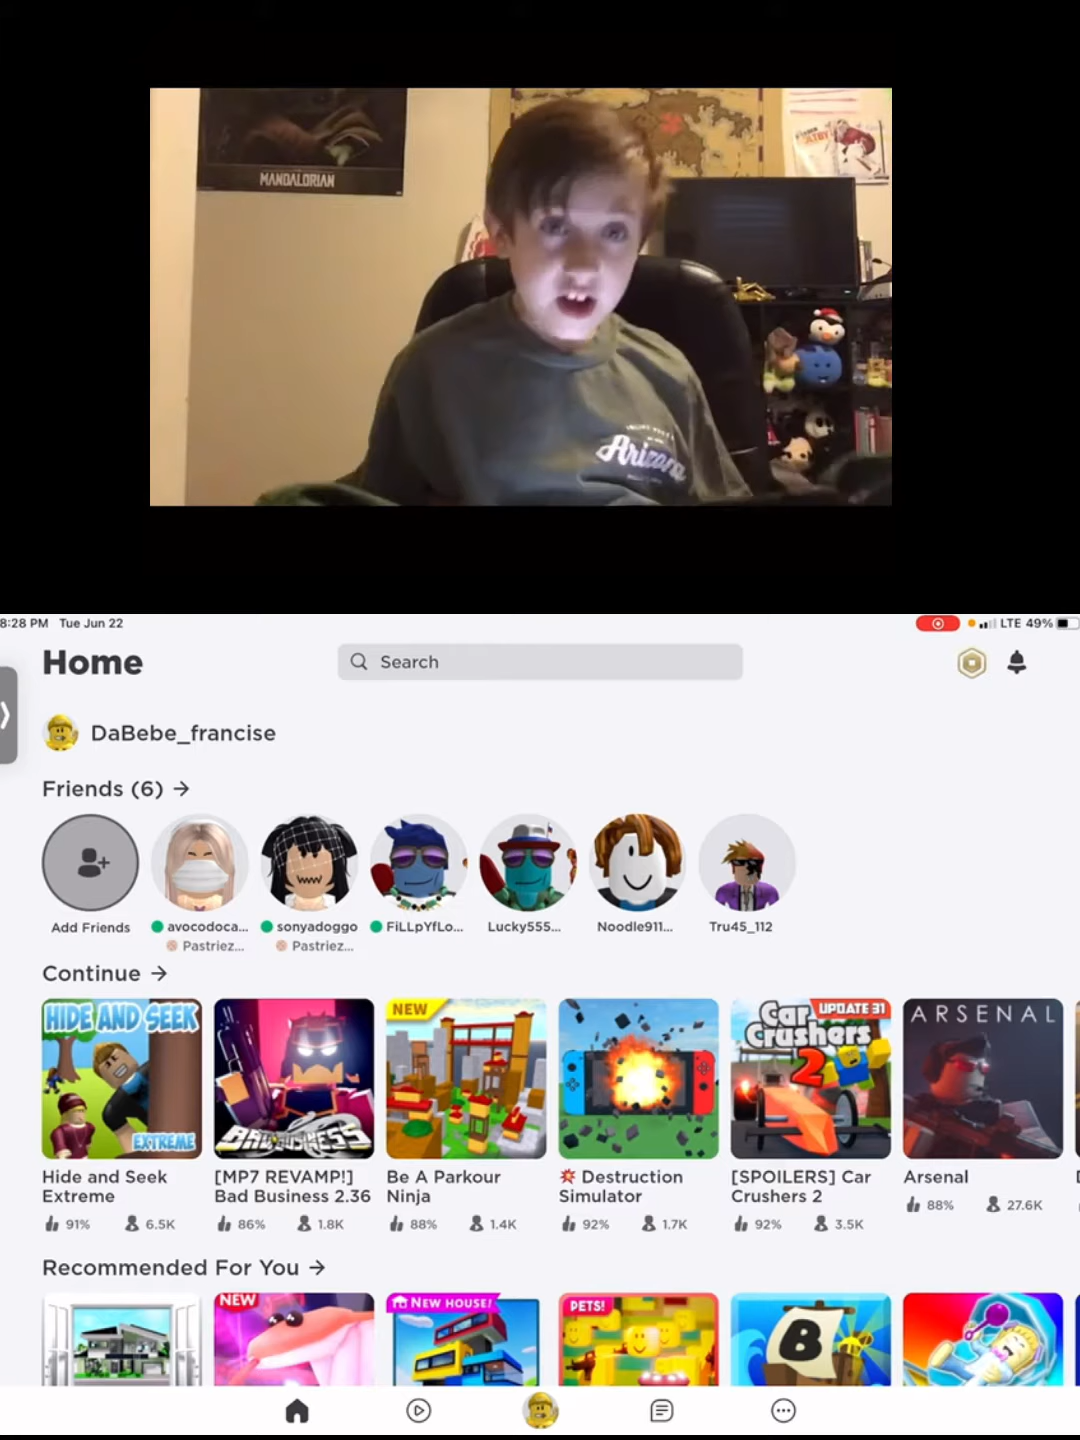 MANDALORIAN
Arizona
8:28 PM Tue Jun 22
LTE 49%
Home
Search
DaBebe_francise
Friends (6) →
Add Friends
avocodoca...
sonyadoggo
FiLLpYfLo...
Lucky555...
Noodle911...
Tru45_112
Pastriez...
Pastriez...
Continue →
HIDE AND SEEK
EXTREME
BAD BUSINESS
NEW
Car Crushers 2
UPDATE 31
ARSENAL
Hide and Seek Extreme
[MP7 REVAMP!] Bad Business 2.36
Be A Parkour Ninja
💥 Destruction Simulator
[SPOILERS] Car Crushers 2
Arsenal
91% 6.5K
86% 1.8K
88% 1.4K
92% 1.7K
92% 3.5K
88% 27.6K
Recommended For You →
NEW
NEW HOUSE!
PETS!
B